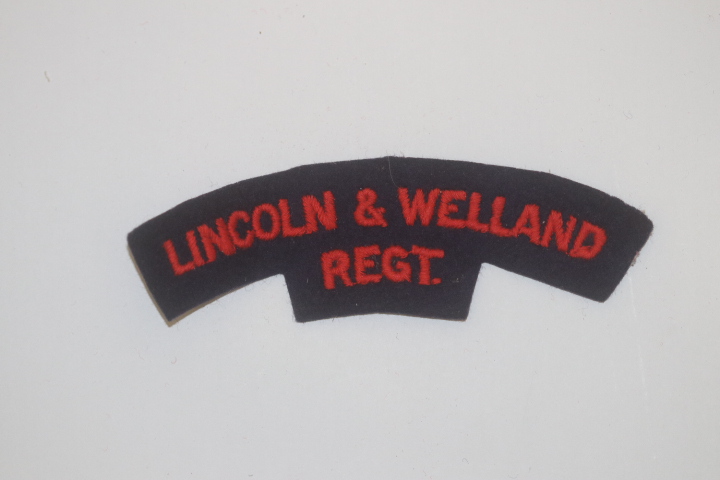 LINCOLN & WELLAND
REGT.